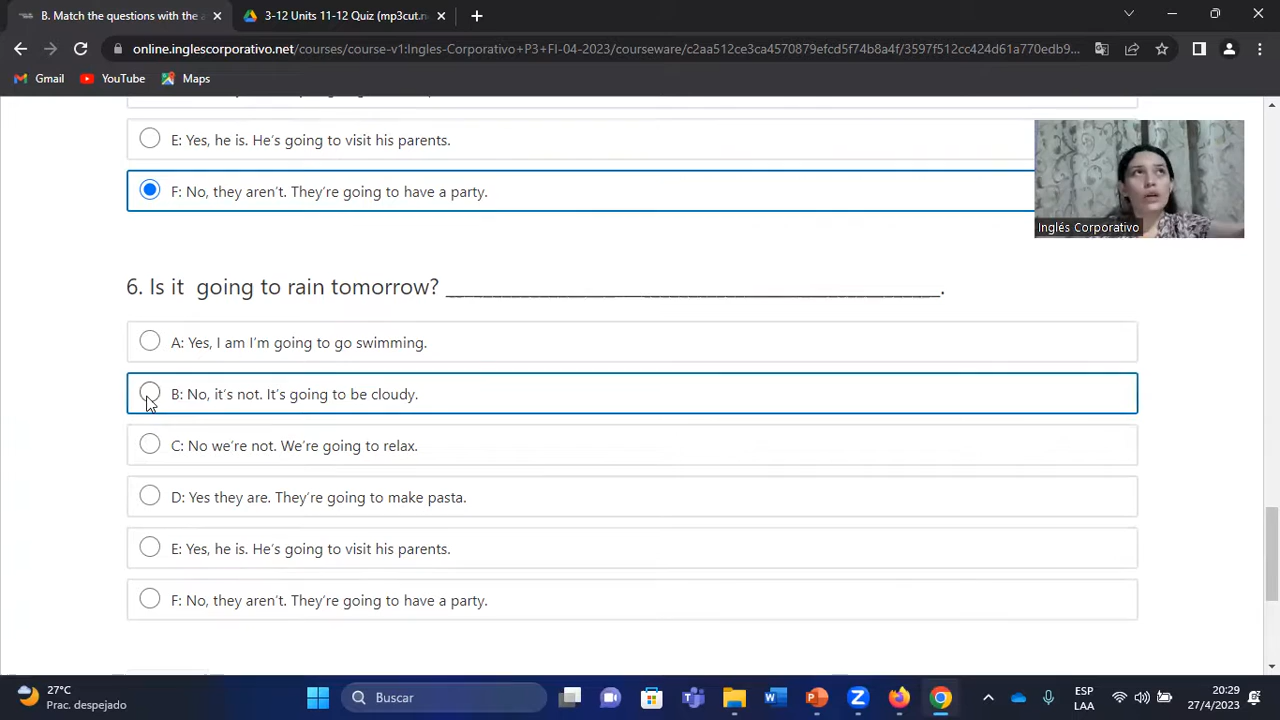 B. Match the questions with the a
3-12 Units 11-12 Quiz (mp3cut.n
online.inglescorporativo.net/courses/course-v1:Ingles-Corporativo+P3+FI-04-2023/courseware/c2aa512ce3ca4570879efcd5f74b8a4f/3597f512cc424d61a770edb9...
Gmail
YouTube
Maps
E: Yes, he is. He's going to visit his parents.
F: No, they aren't. They're going to have a party.
Inglés Corporativo
6. Is it going to rain tomorrow? ______________________________________________.
A: Yes, I am I'm going to go swimming.
B: No, it's not. It's going to be cloudy.
C: No we're not. We're going to relax.
D: Yes they are. They're going to make pasta.
E: Yes, he is. He's going to visit his parents.
F: No, they aren't. They're going to have a party.
27°C
Prac. despejado
Buscar
ESP
LAA
20:29
27/4/2023